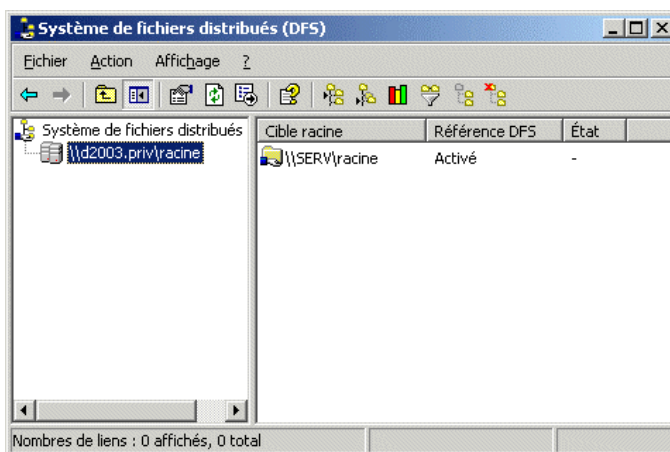 Système de fichiers distribués (DFS)
Fichier Action Affichage ?
Système de fichiers distribués
\\d2003.priv\racine
Cible racine Référence DFS État
\\SERV\racine Activé -
Nombres de liens : 0 affichés, 0 total